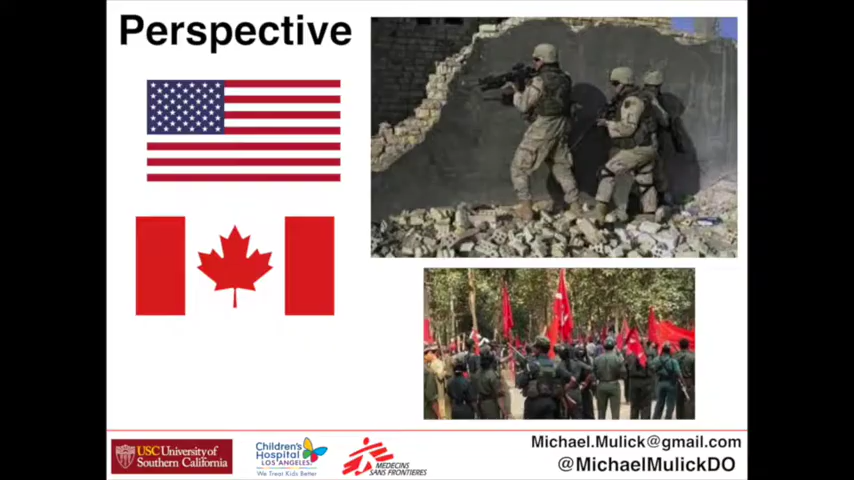 Perspective
USC University of
Southern California
Children's
Hospital
LOS ANGELES
We Treat Kids Better
MEDECINS
SANS FRONTIERES
Michael.Mulick@gmail.com
@MichaelMulickDO